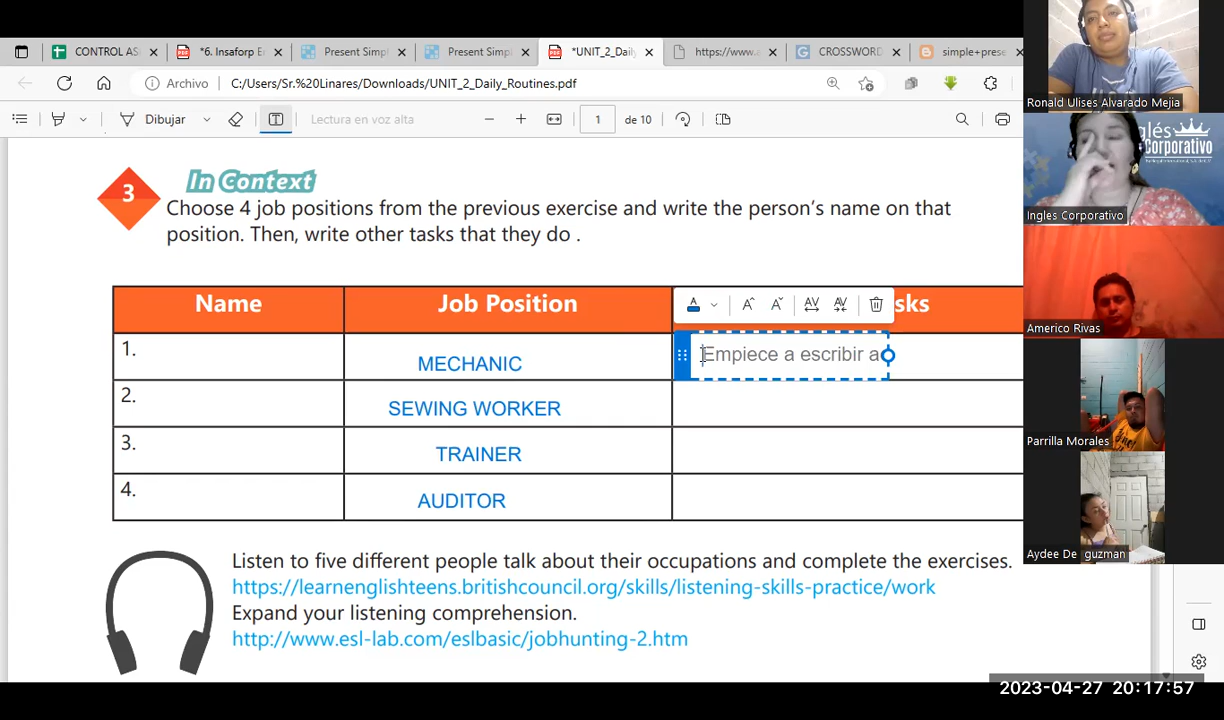 CONTROL AS
*6. Insaforp E
Present Simpl
Present Simpl
*UNIT_2_Daily
https://www.e
CROSSWORD
simple+prese
Archivo
C:/Users/Sr.%20Linares/Downloads/UNIT_2_Daily_Routines.pdf
Dibujar
Lectura en voz alta
1
de 10
3
In Context
Choose 4 job positions from the previous exercise and write the person's name on that
position. Then, write other tasks that they do .
Name
Job Position
sks
1.
MECHANIC
Empiece a escribir a
2.
SEWING WORKER
3.
TRAINER
4.
AUDITOR
Listen to five different people talk about their occupations and complete the exercises.
https://learnenglishteens.britishcouncil.org/skills/listening-skills-practice/work
Expand your listening comprehension.
http://www.esl-lab.com/eslbasic/jobhunting-2.htm
Ronald Ulises Alvarado Mejia
glés
Corporativo
Ingles Corporativo
Americo Rivas
Parrilla Morales
Aydee De guzman
2023-04-27 20:17:57